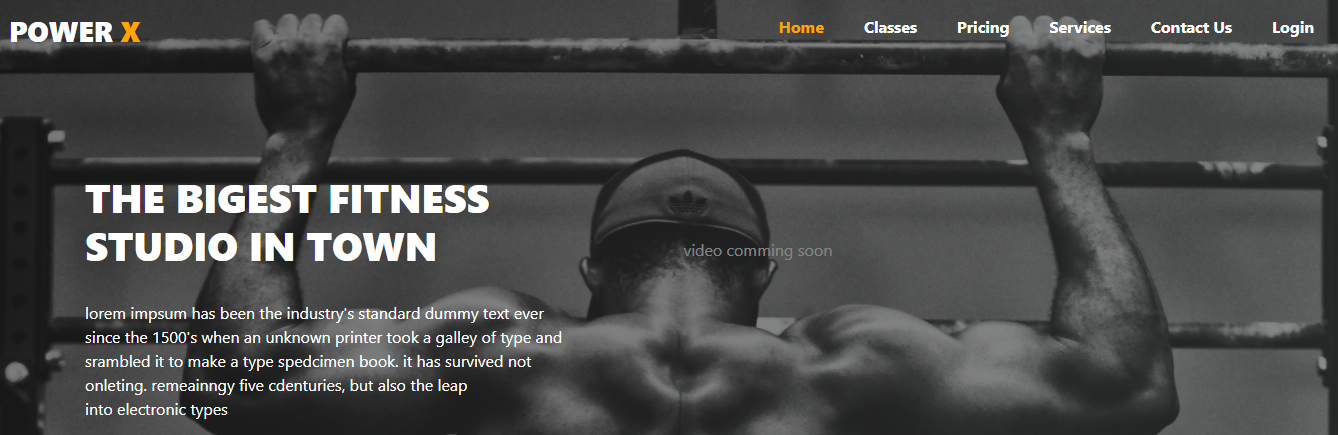 POWER X
Home Classes Pricing Services Contact Us Login
THE BIGEST FITNESS
STUDIO IN TOWN
video comming soon
lorem impsum has been the industry's standard dummy text ever
since the 1500's when an unknown printer took a galley of type and
srambled it to make a type spedcimen book. it has survived not
onleting. remeainngy five cdenturies, but also the leap
into electronic types